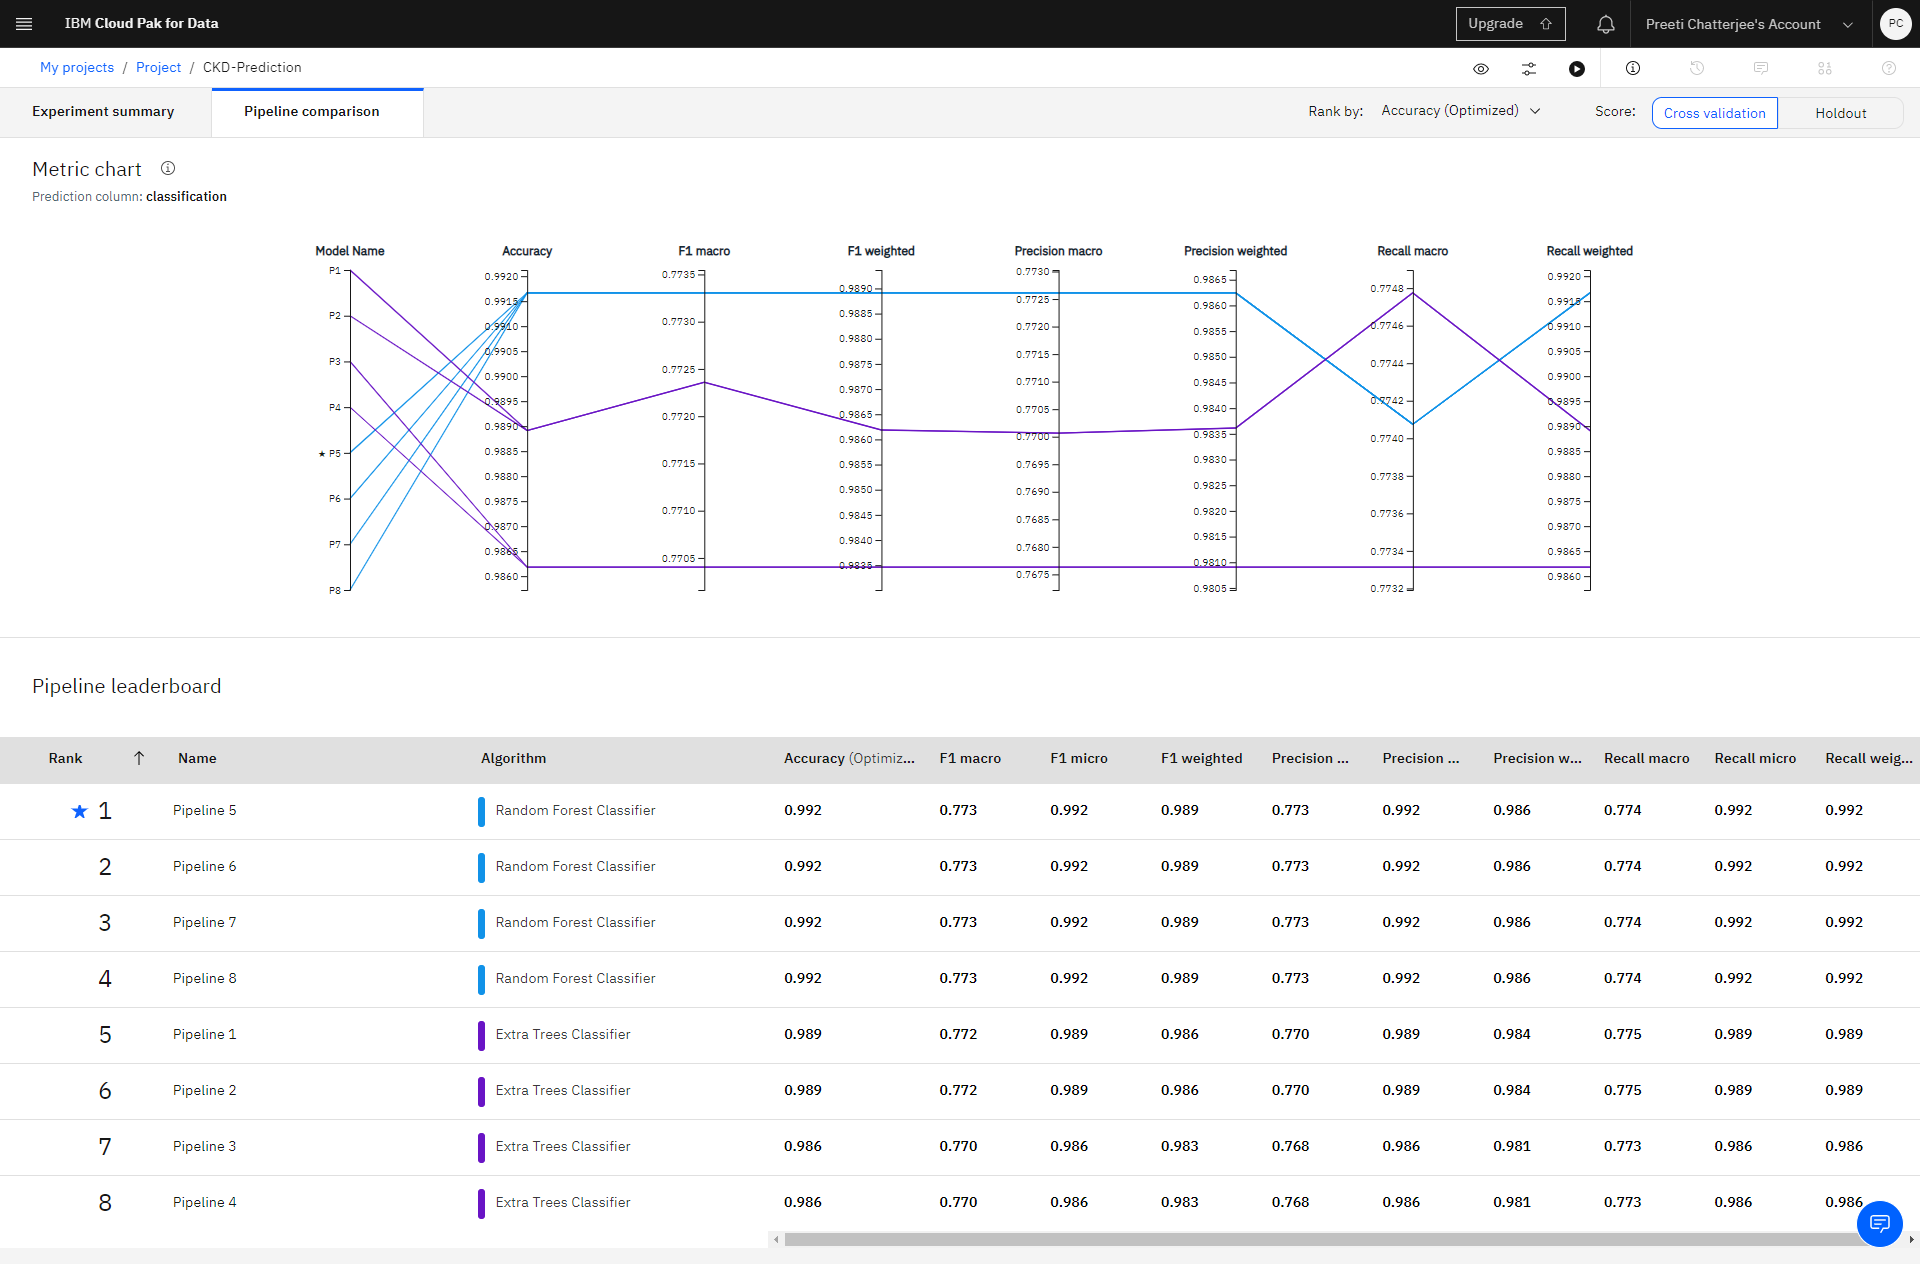 IBM Cloud Pak for Data
Upgrade
Preeti Chatterjee's Account
PC
My projects / Project / CKD-Prediction
Experiment summary
Pipeline comparison
Rank by: Accuracy (Optimized)
Score: Cross validation Holdout
Metric chart
Prediction column: classification
Model Name
P1
P2
P3
P4
★ P5
P6
P7
P8
Accuracy
0.9920
0.9915
0.9910
0.9905
0.9900
0.9895
0.9890
0.9885
0.9880
0.9875
0.9870
0.9865
0.9860
F1 macro
0.7735
0.7730
0.7725
0.7720
0.7715
0.7710
0.7705
F1 weighted
0.9890
0.9885
0.9880
0.9875
0.9870
0.9865
0.9860
0.9855
0.9850
0.9845
0.9840
0.9835
Precision macro
0.7730
0.7725
0.7720
0.7715
0.7710
0.7705
0.7700
0.7695
0.7690
0.7685
0.7680
0.7675
Precision weighted
0.9865
0.9860
0.9855
0.9850
0.9845
0.9840
0.9835
0.9830
0.9825
0.9820
0.9815
0.9810
0.9805
Recall macro
0.7748
0.7746
0.7744
0.7742
0.7740
0.7738
0.7736
0.7734
0.7732
Recall weighted
0.9920
0.9915
0.9910
0.9905
0.9900
0.9895
0.9890
0.9885
0.9880
0.9875
0.9870
0.9865
0.9860
Pipeline leaderboard
Rank Name Algorithm Accuracy (Optimiz... F1 macro F1 micro F1 weighted Precision ... Precision ... Precision w... Recall macro Recall micro Recall weig...
★ 1 Pipeline 5 Random Forest Classifier 0.992 0.773 0.992 0.989 0.773 0.992 0.986 0.774 0.992 0.992
2 Pipeline 6 Random Forest Classifier 0.992 0.773 0.992 0.989 0.773 0.992 0.986 0.774 0.992 0.992
3 Pipeline 7 Random Forest Classifier 0.992 0.773 0.992 0.989 0.773 0.992 0.986 0.774 0.992 0.992
4 Pipeline 8 Random Forest Classifier 0.992 0.773 0.992 0.989 0.773 0.992 0.986 0.774 0.992 0.992
5 Pipeline 1 Extra Trees Classifier 0.989 0.772 0.989 0.986 0.770 0.989 0.984 0.775 0.989 0.989
6 Pipeline 2 Extra Trees Classifier 0.989 0.772 0.989 0.986 0.770 0.989 0.984 0.775 0.989 0.989
7 Pipeline 3 Extra Trees Classifier 0.986 0.770 0.986 0.983 0.768 0.986 0.981 0.773 0.986 0.986
8 Pipeline 4 Extra Trees Classifier 0.986 0.770 0.986 0.983 0.768 0.986 0.981 0.773 0.986 0.986